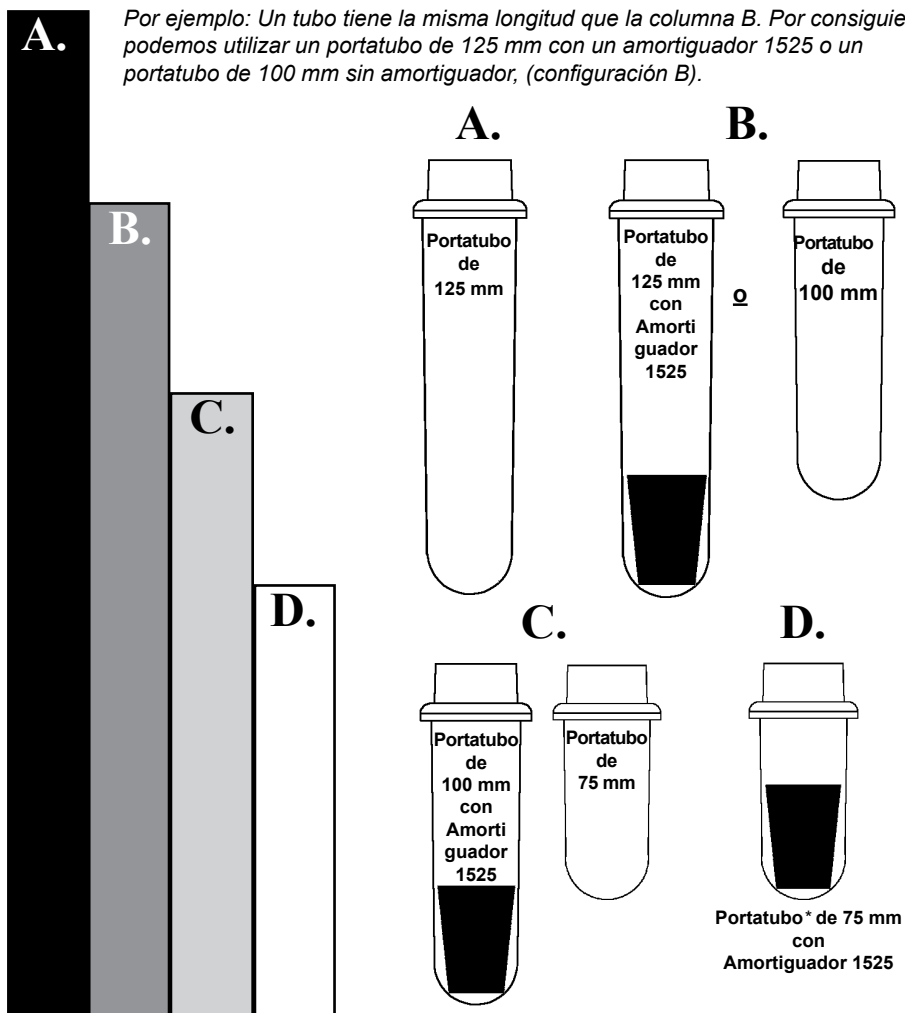 Por ejemplo: Un tubo tiene la misma longitud que la columna B. Por consiguie
podemos utilizar un portatubo de 125 mm con un amortiguador 1525 o un
portatubo de 100 mm sin amortiguador, (configuración B).
A.
B.
C.
D.
A.
Portatubo
de
125 mm
B.
Portatubo
de
125 mm
con
Amorti
guador
1525
o
Portatubo
de
100 mm
C.
Portatubo
de
100 mm
con
Amorti
guador
1525
Portatubo
de
75 mm
D.
Portatubo* de 75 mm
con
Amortiguador 1525